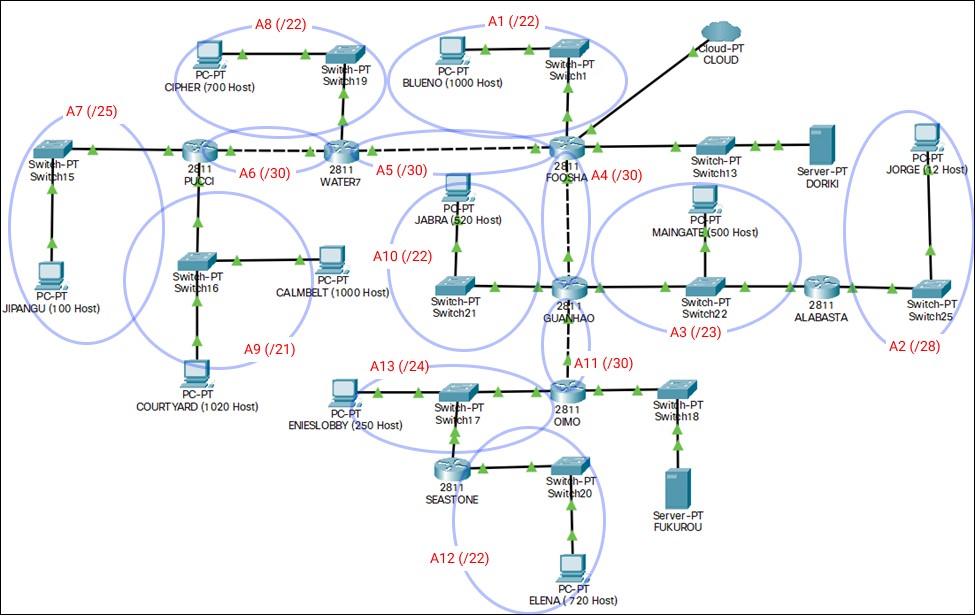 A8 (/22)
PC-PT
CIPHER (700 Host)
Switch-PT
Switch19
A1 (/22)
PC-PT
BLUENO (1000 Host)
Switch-PT
Switch1
Cloud-PT
CLOUD
A7 (/25)
Switch-PT
Switch15
2811
PUCCI
A6 (/30)
2811
WATER7
A5 (/30)
2811
FOOSHA
A4 (/30)
Switch-PT
Switch13
Server-PT
DORIKI
PC-PT
JORGE (12 Host)
PC-PT
JABRA (520 Host)
PC-PT
MAINGATE (500 Host)
A10 (/22)
Switch-PT
Switch21
2811
GUANHAO
Switch-PT
Switch22
A3 (/23)
2811
ALABASTA
Switch-PT
Switch25
A2 (/28)
PC-PT
JIPANGU (100 Host)
Switch-PT
Switch16
PC-PT
CALMBELT (1000 Host)
A9 (/21)
PC-PT
COURTYARD (1020 Host)
A13 (/24)
A11 (/30)
PC-PT
ENIESLOBBY (250 Host)
Switch-PT
Switch17
2811
OIMO
Switch-PT
Switch18
2811
SEASTONE
Switch-PT
Switch20
Server-PT
FUKUROU
A12 (/22)
PC-PT
ELENA ( 720 Host)